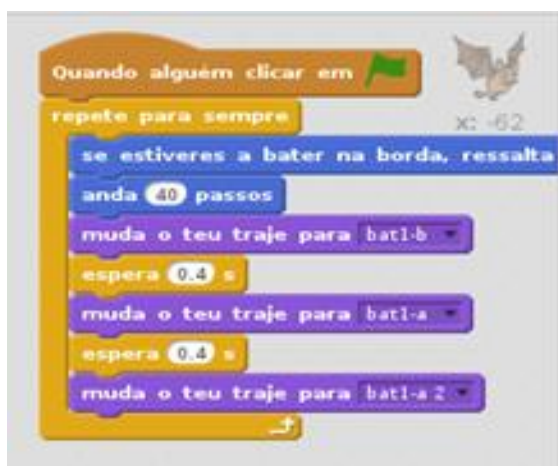 Quando alguém clicar em
x: -62
repete para sempre
se estiveres a bater na borda, ressalta
anda 40 passos
muda o teu traje para bat1-b
espera 0.4 s
muda o teu traje para bat1-a
espera 0.4 s
muda o teu traje para bat1-a 2